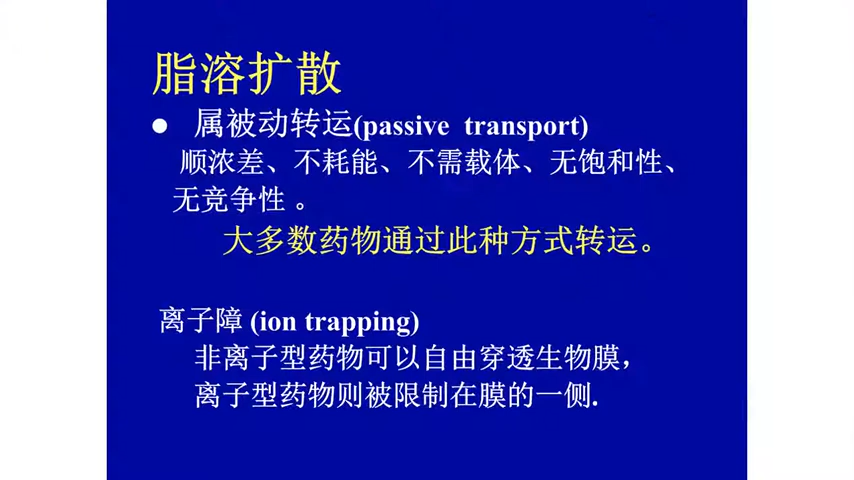 脂溶扩散
● 属被动转运(passive transport)
顺浓差、不耗能、不需载体、无饱和性、
无竞争性 。
大多数药物通过此种方式转运。
离子障 (ion trapping)
非离子型药物可以自由穿透生物膜，
离子型药物则被限制在膜的一侧.